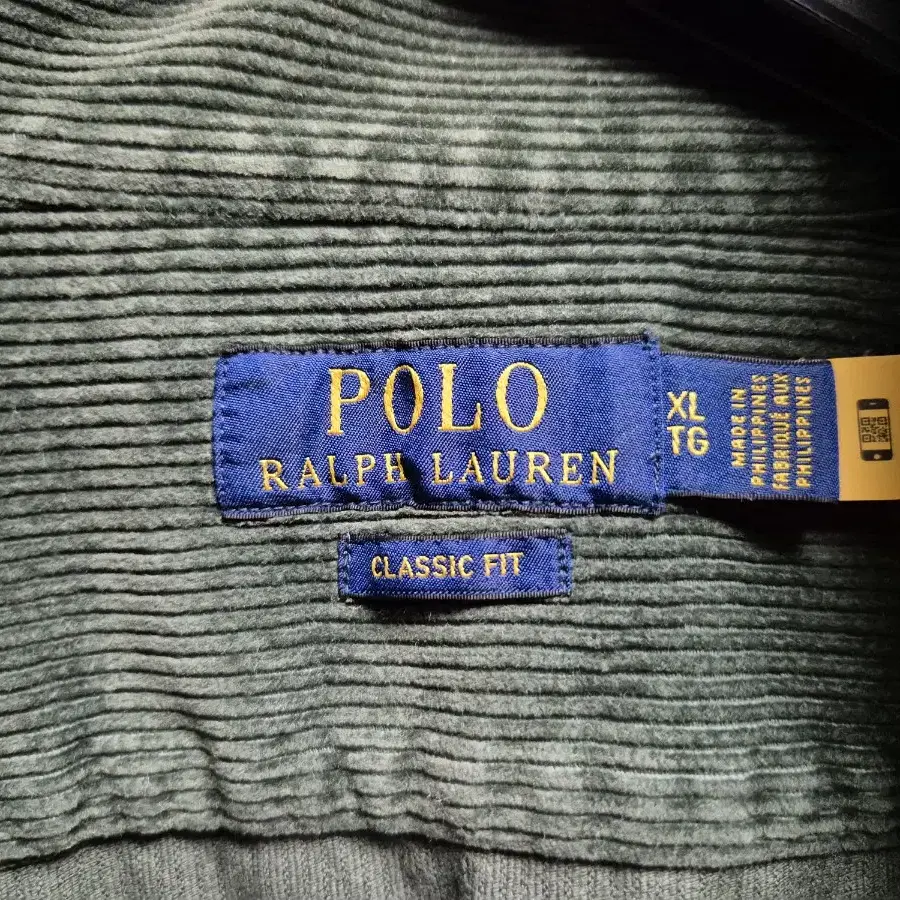 POLO
RALPH LAUREN
XL
TG
MADE IN
PHILIPPINES
FABRIQUÉ AUX
PHILIPPINES
CLASSIC FIT